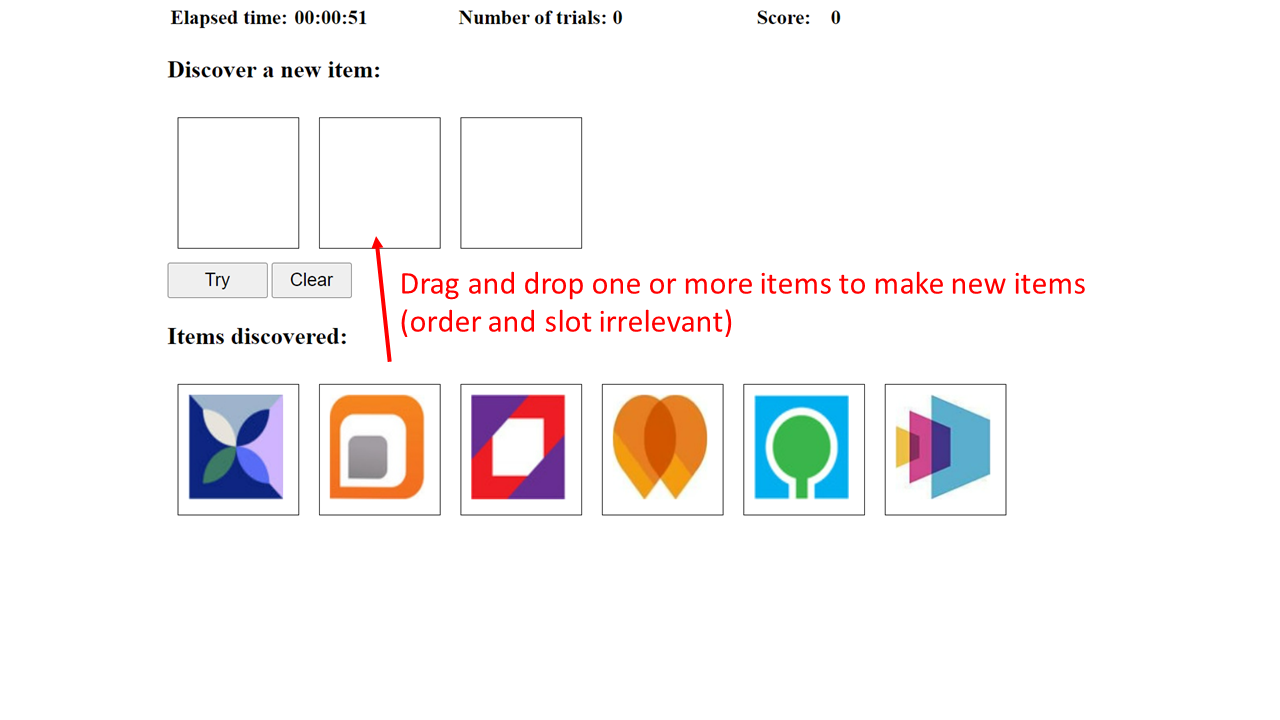 Elapsed time: 00:00:51 Number of trials: 0 Score: 0
Discover a new item:
Try Clear
Drag and drop one or more items to make new items
(order and slot irrelevant)
Items discovered: